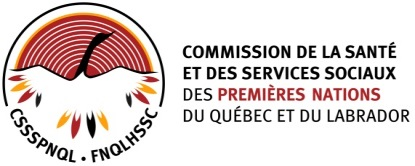 CSSSPNQL • FNQLHSSC
COMMISSION DE LA SANTÉ
ET DES SERVICES SOCIAUX
DES PREMIÈRES NATIONS
DU QUÉBEC ET DU LABRADOR